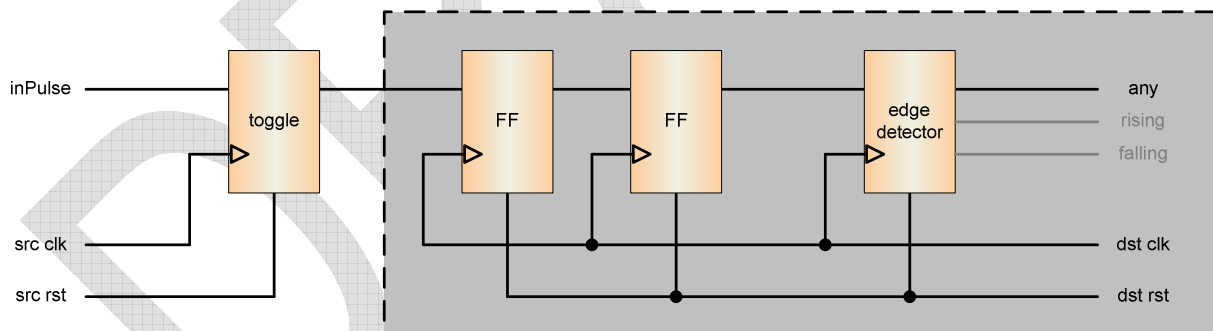 inPulse
toggle
FF
FF
edge
detector
any
rising
falling
src clk
dst clk
src rst
dst rst